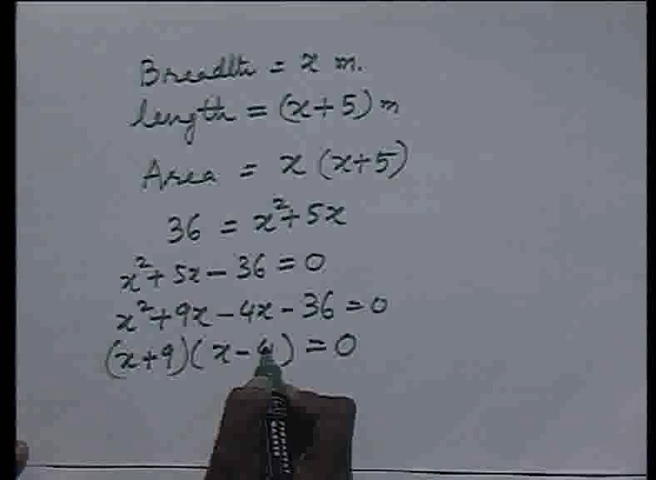 Breadth = x m.
length = (x+5) m
Area = x (x+5)
36 = x²+5x
x²+5x-36=0
x²+9x-4x-36=0
(x+9)(x-4)=0